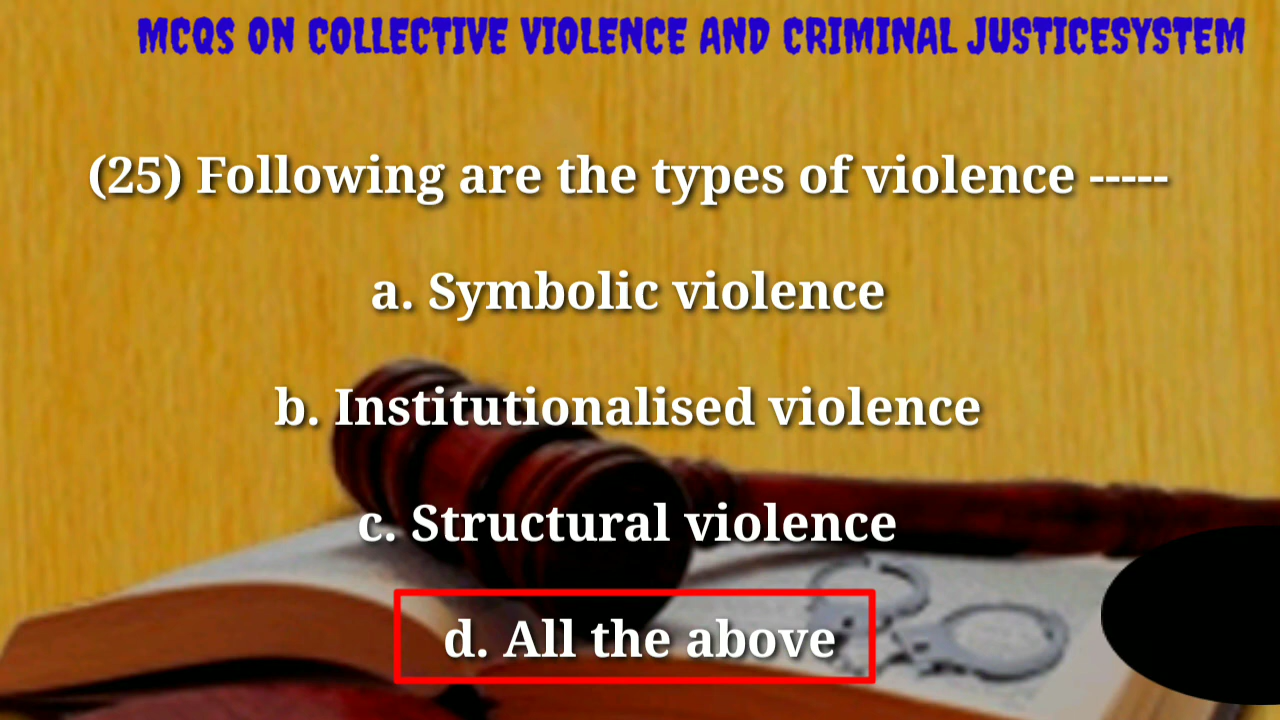 MCQS ON COLLECTIVE VIOLENCE AND CRIMINAL JUSTICESYSTEM
(25) Following are the types of violence -----
a. Symbolic violence
b. Institutionalised violence
c. Structural violence
d. All the above